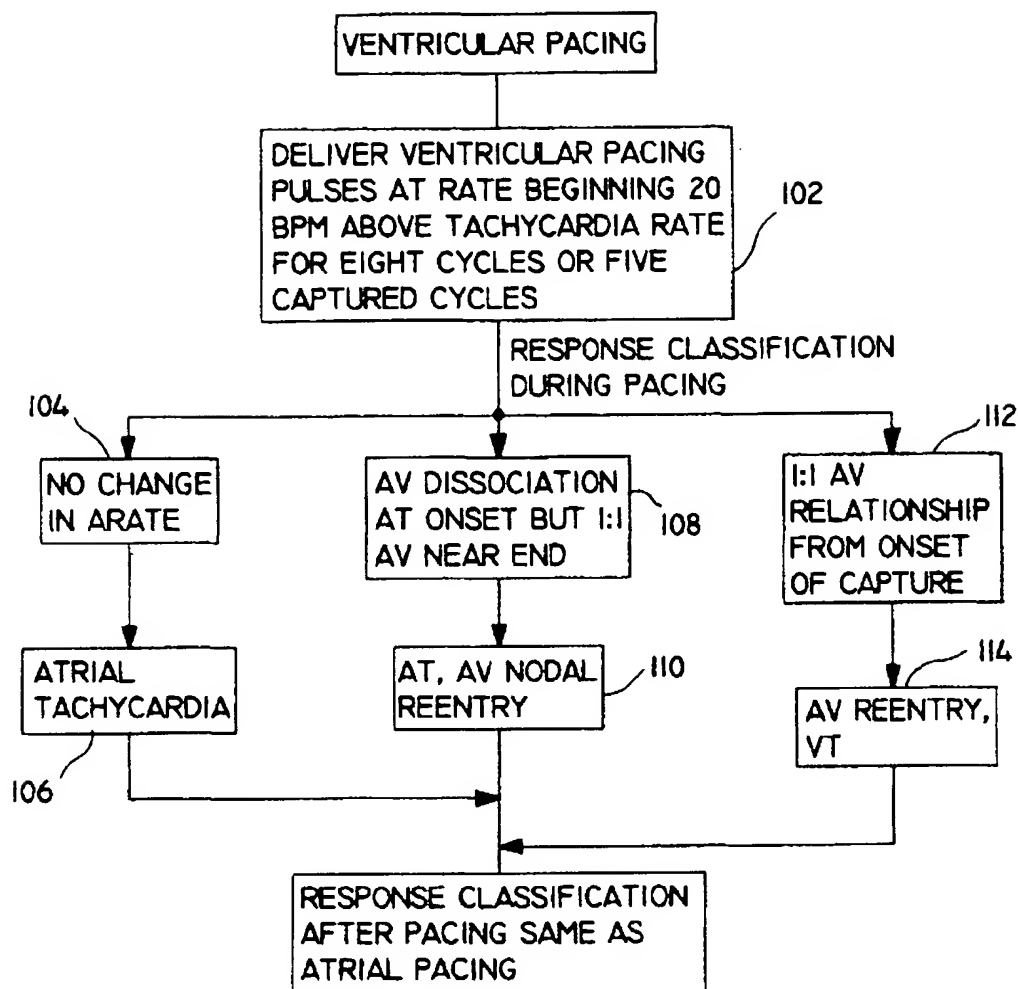 VENTRICULAR PACING
DELIVER VENTRICULAR PACING
PULSES AT RATE BEGINNING 20
BPM ABOVE TACHYCARDIA RATE
FOR EIGHT CYCLES OR FIVE
CAPTURED CYCLES
102
RESPONSE CLASSIFICATION
DURING PACING
104
NO CHANGE
IN ARATE
AV DISSOCIATION
AT ONSET BUT 1:1
AV NEAR END
108
112
1:1 AV
RELATIONSHIP
FROM ONSET
OF CAPTURE
ATRIAL
TACHYCARDIA
106
AT, AV NODAL
REENTRY
110
114
AV REENTRY,
VT
RESPONSE CLASSIFICATION
AFTER PACING SAME AS
ATRIAL PACING